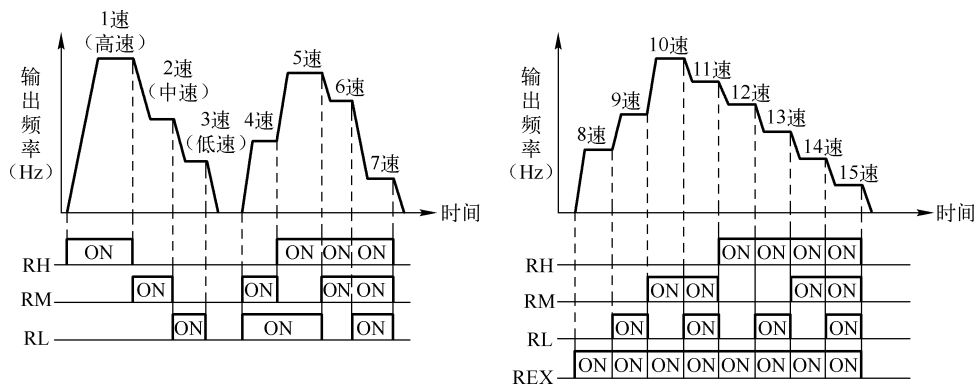 输出频率
（Hz）
1速
（高速）
2速
（中速）
3速
（低速）
4速
5速
6速
7速
时间
RH ON ON ON ON
RM ON ON ON ON
RL ON ON ON
输出频率
（Hz）
8速
9速
10速
11速
12速
13速
14速
15速
时间
RH ON ON ON ON
RM ON ON ON ON
RL ON ON ON ON
REX ON ON ON ON ON ON ON ON